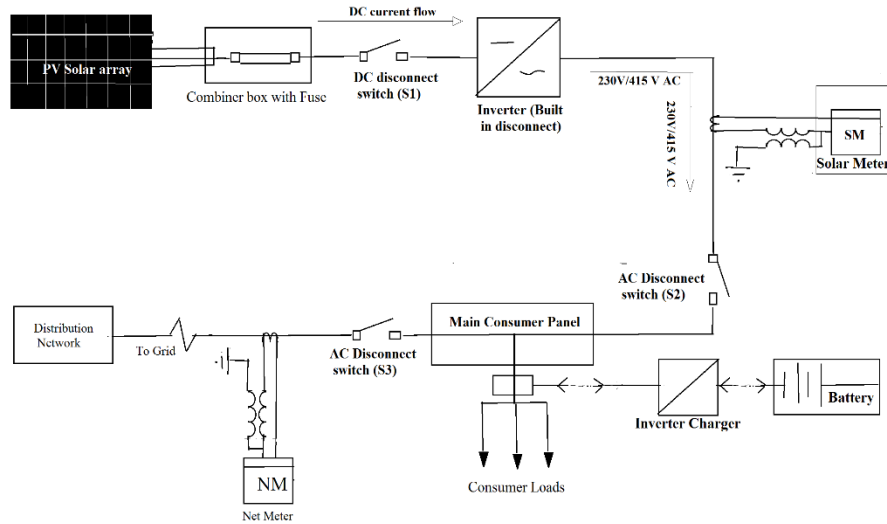 DC current flow
PV Solar array
Combiner box with Fuse
DC disconnect
switch (S1)
Inverter (Built
in disconnect)
230V/415 V AC
230V/415 V AC
SM
Solar Meter
AC Disconnect
switch (S2)
Distribution
Network
To Grid
AC Disconnect
switch (S3)
Main Consumer Panel
Inverter Charger
Battery
Consumer Loads
NM
Net Meter